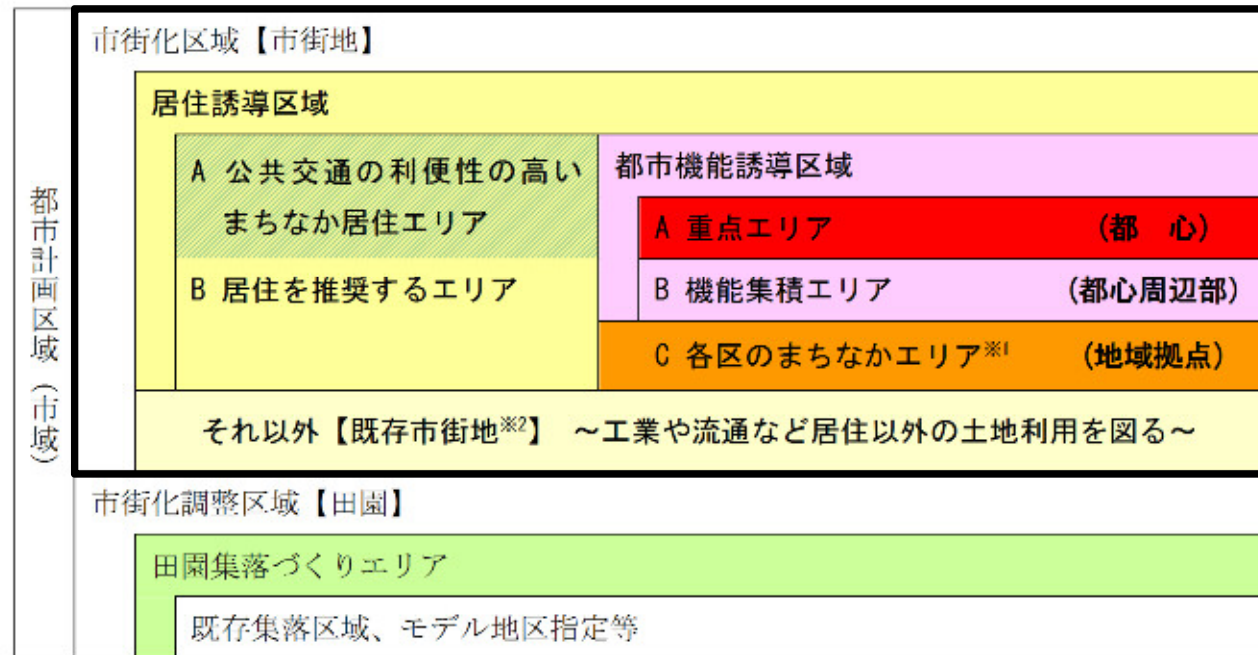 都市計画区域（市域）
市街化区域【市街地】
居住誘導区域
A 公共交通の利便性の高い
まちなか居住エリア
B 居住を推奨するエリア
都市機能誘導区域
A 重点エリア （都　心）
B 機能集積エリア （都心周辺部）
C 各区のまちなかエリア※1 （地域拠点）
それ以外【既存市街地※2】 ～工業や流通など居住以外の土地利用を図る～
市街化調整区域【田園】
田園集落づくりエリア
既存集落区域、モデル地区指定等